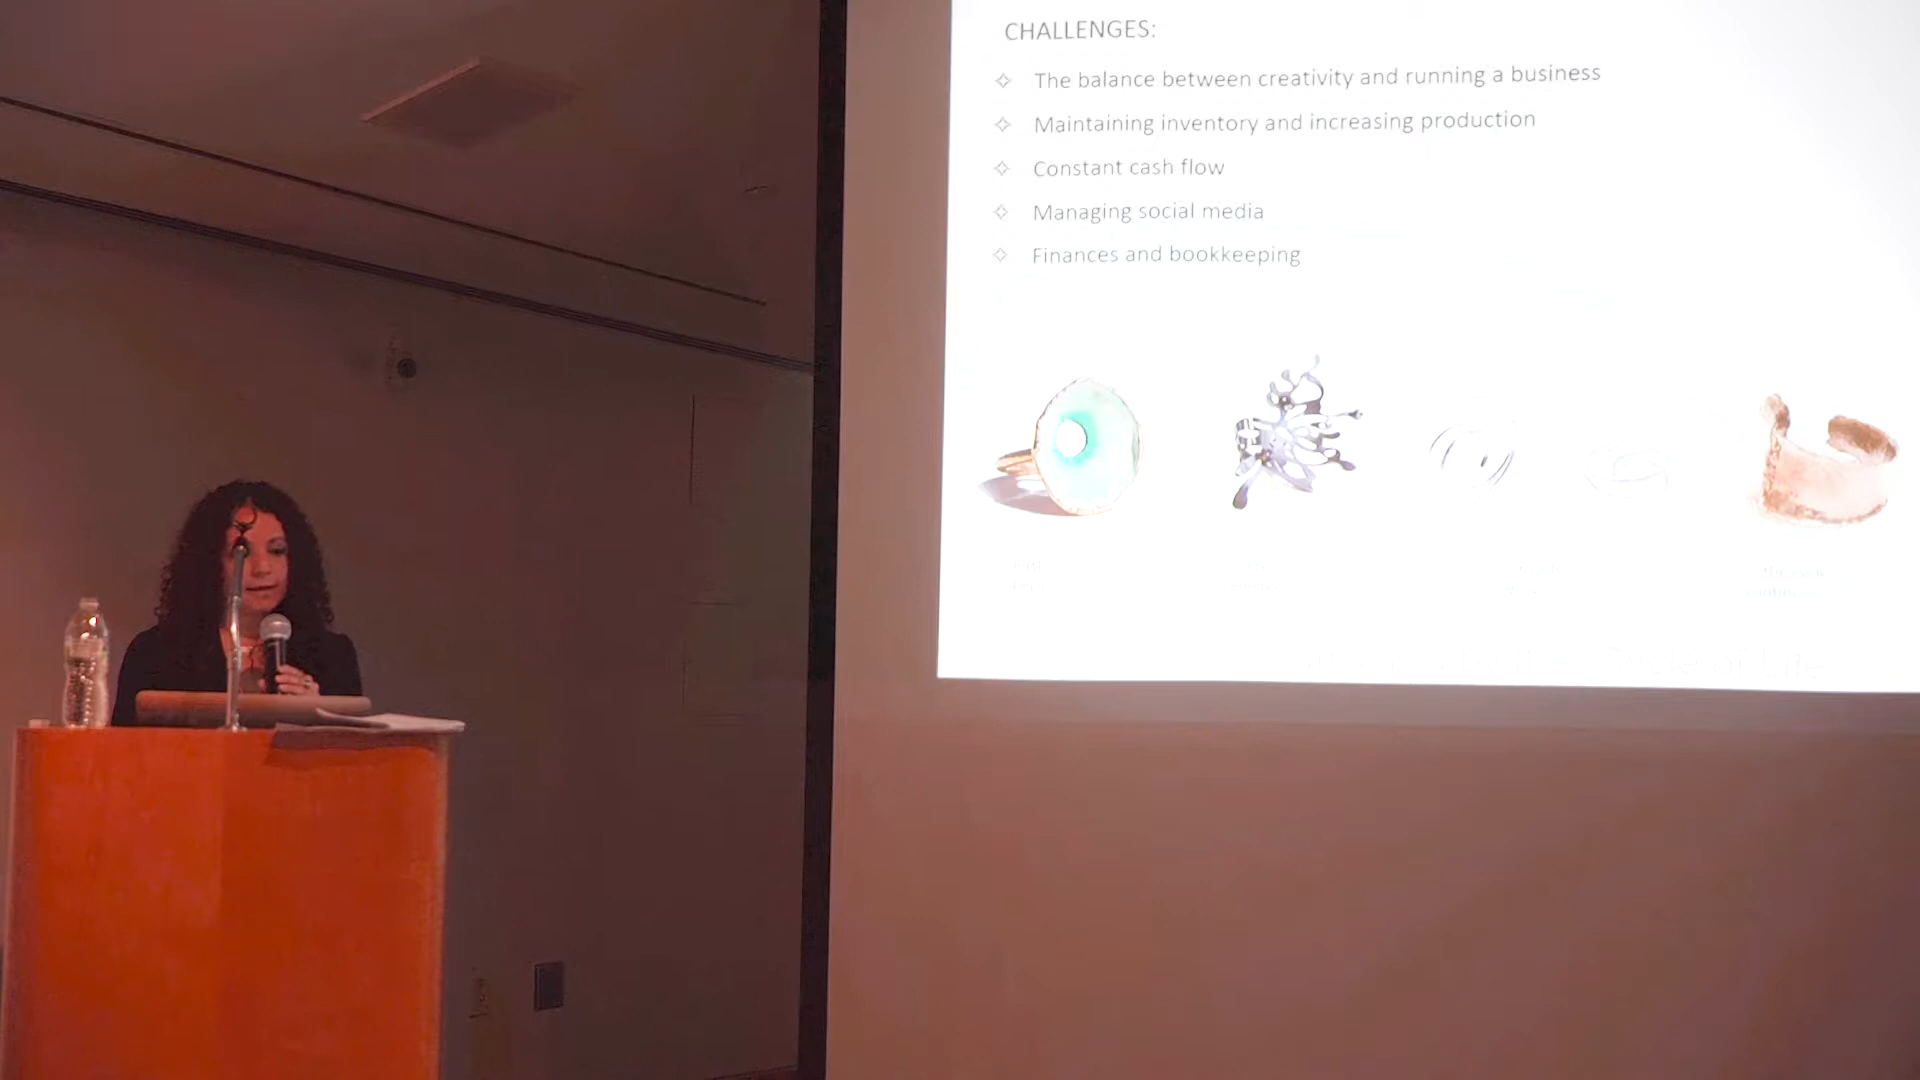 CHALLENGES:
The balance between creativity and running a business
Maintaining inventory and increasing production
Constant cash flow
Managing social media
Finances and bookkeeping